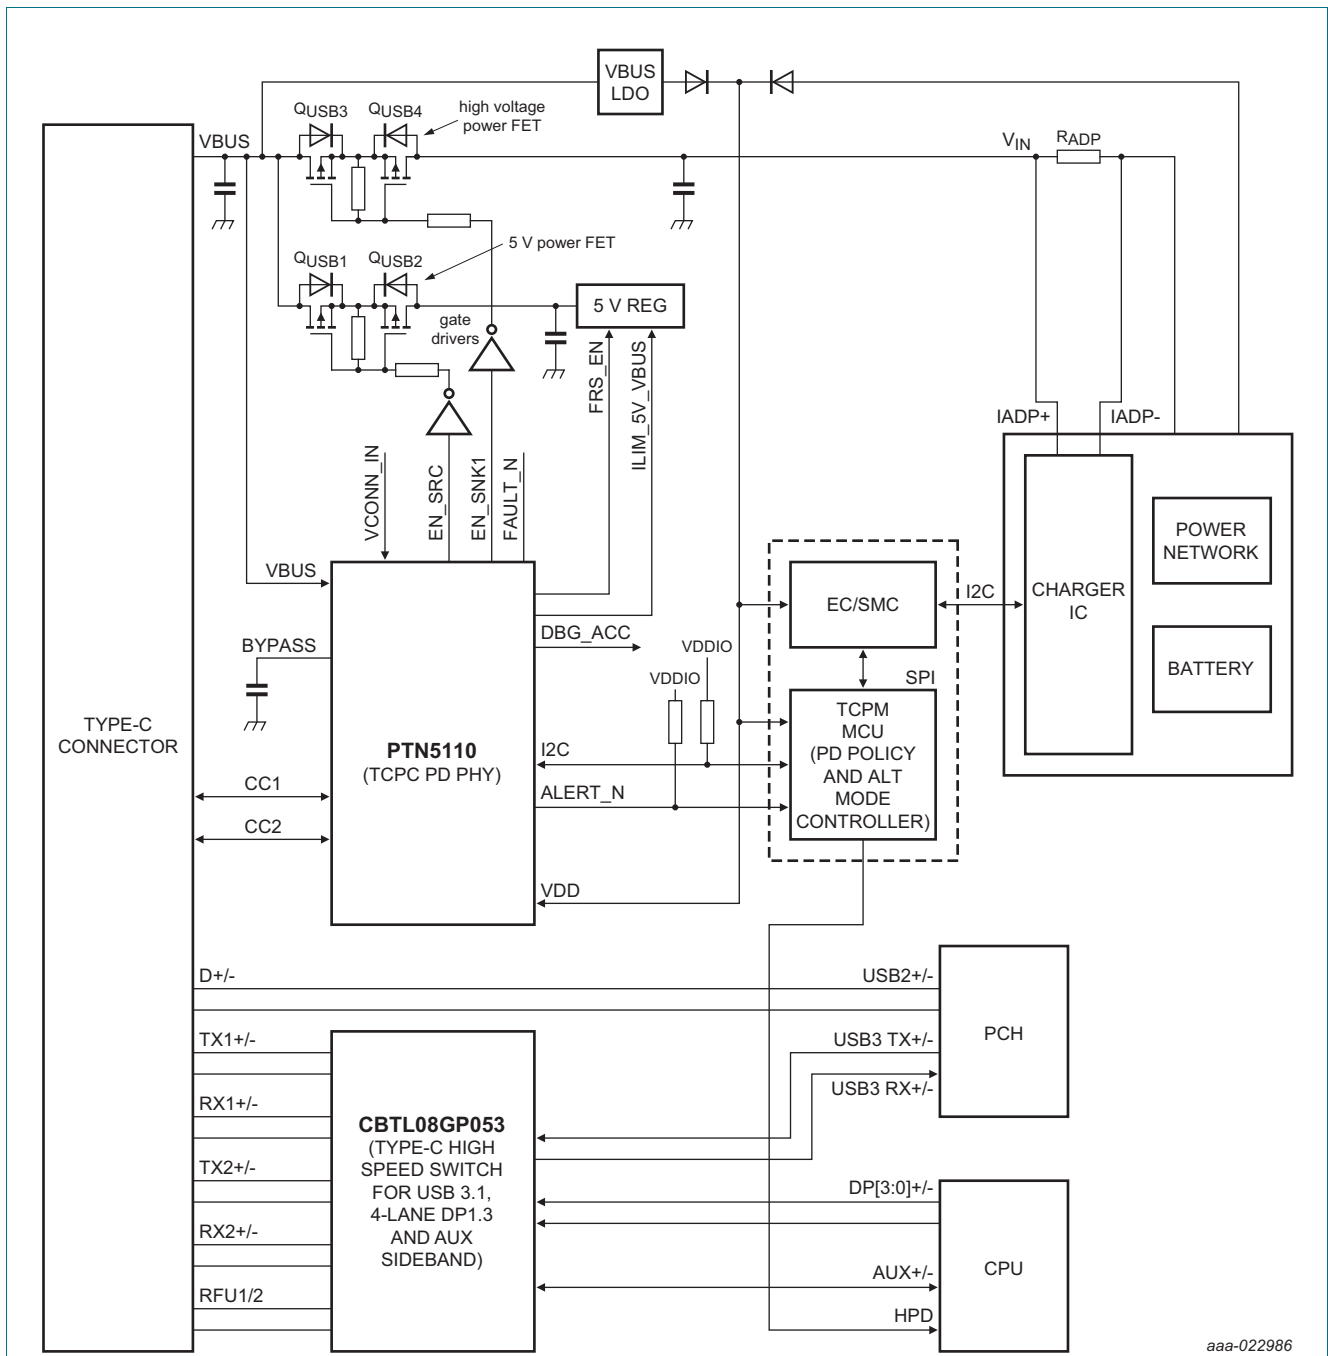 VBUS
LDO
QUSB3
QUSB4
high voltage
power FET
VBUS
VIN
RADP
QUSB1
QUSB2
5 V power FET
5 V REG
gate
drivers
FRS_EN
ILIM_5V_VBUS
IADP+
IADP-
VCONN_IN
EN_SRC
EN_SNK1
FAULT_N
POWER
NETWORK
VBUS
EC/SMC
I2C
CHARGER
IC
DBG_ACC
VDDIO
BYPASS
VDDIO
SPI
BATTERY
TYPE-C
CONNECTOR
PTN5110
(TCPC PD PHY)
I2C
TCPM
MCU
(PD POLICY
AND ALT
MODE
CONTROLLER)
CC1
ALERT_N
CC2
VDD
D+/-
USB2+/-
PCH
TX1+/-
USB3 TX+/-
USB3 RX+/-
RX1+/-
CBTL08GP053
(TYPE-C HIGH
SPEED SWITCH
FOR USB 3.1,
4-LANE DP1.3
AND AUX
SIDEBAND)
TX2+/-
DP[3:0]+/-
RX2+/-
CPU
AUX+/-
RFU1/2
HPD
aaa-022986